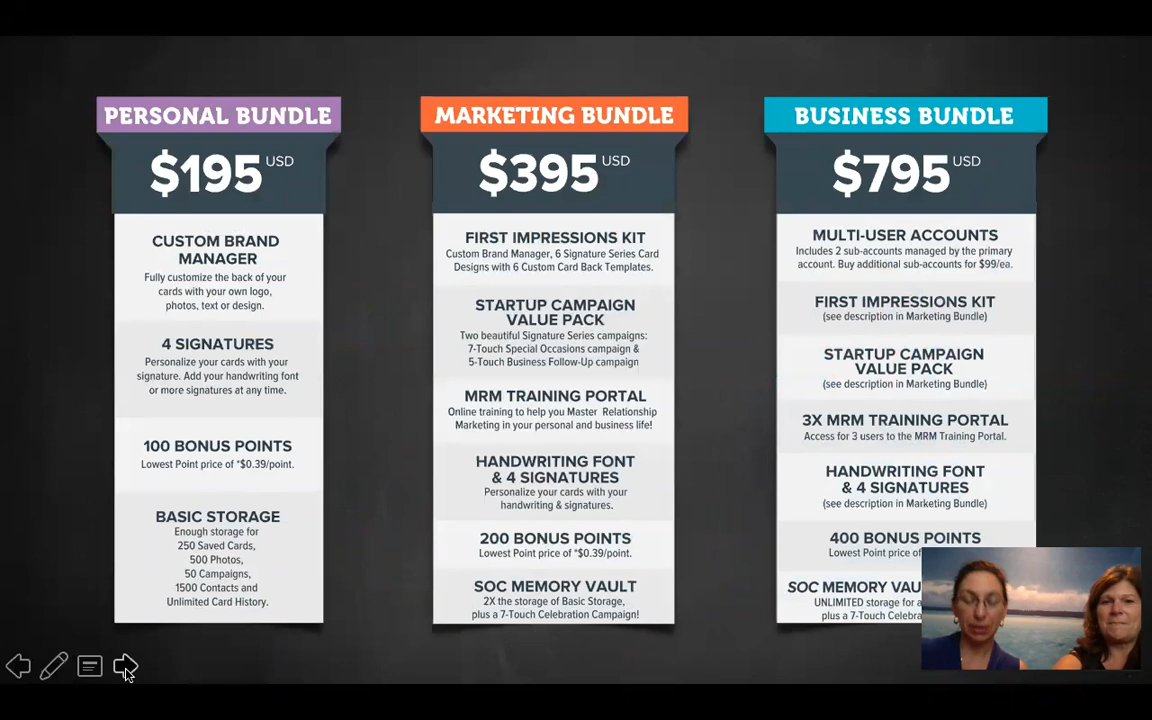 PERSONAL BUNDLE
$195 USD
CUSTOM BRAND
MANAGER
Fully customize the back of your
cards with your own logo,
photos, text or design.
4 SIGNATURES
Personalize your cards with your
signature. Add your handwriting font
or more signatures at any time.
100 BONUS POINTS
Lowest Point price of *$0.39/point.
BASIC STORAGE
Enough storage for
250 Saved Cards,
500 Photos,
50 Campaigns,
1500 Contacts and
Unlimited Card History.
MARKETING BUNDLE
$395 USD
FIRST IMPRESSIONS KIT
Custom Brand Manager, 6 Signature Series Card
Designs with 6 Custom Card Back Templates.
STARTUP CAMPAIGN
VALUE PACK
Two beautiful Signature Series campaigns:
7-Touch Special Occasions campaign &
5-Touch Business Follow-Up campaign
MRM TRAINING PORTAL
Online training to help you Master Relationship
Marketing in your personal and business life!
HANDWRITING FONT
& 4 SIGNATURES
Personalize your cards with your
handwriting & signatures.
200 BONUS POINTS
Lowest Point price of *$0.39/point.
SOC MEMORY VAULT
2X the storage of Basic Storage,
plus a 7-Touch Celebration Campaign!
BUSINESS BUNDLE
$795 USD
MULTI-USER ACCOUNTS
Includes 2 sub-accounts managed by the primary
account. Buy additional sub-accounts for $99/ea.
FIRST IMPRESSIONS KIT
(see description in Marketing Bundle)
STARTUP CAMPAIGN
VALUE PACK
(see description in Marketing Bundle)
3X MRM TRAINING PORTAL
Access for 3 users to the MRM Training Portal.
HANDWRITING FONT
& 4 SIGNATURES
(see description in Marketing Bundle)
400 BONUS POINTS
Lowest Point price of
SOC MEMORY
UNLIMITED storage for
plus a 7-Touch